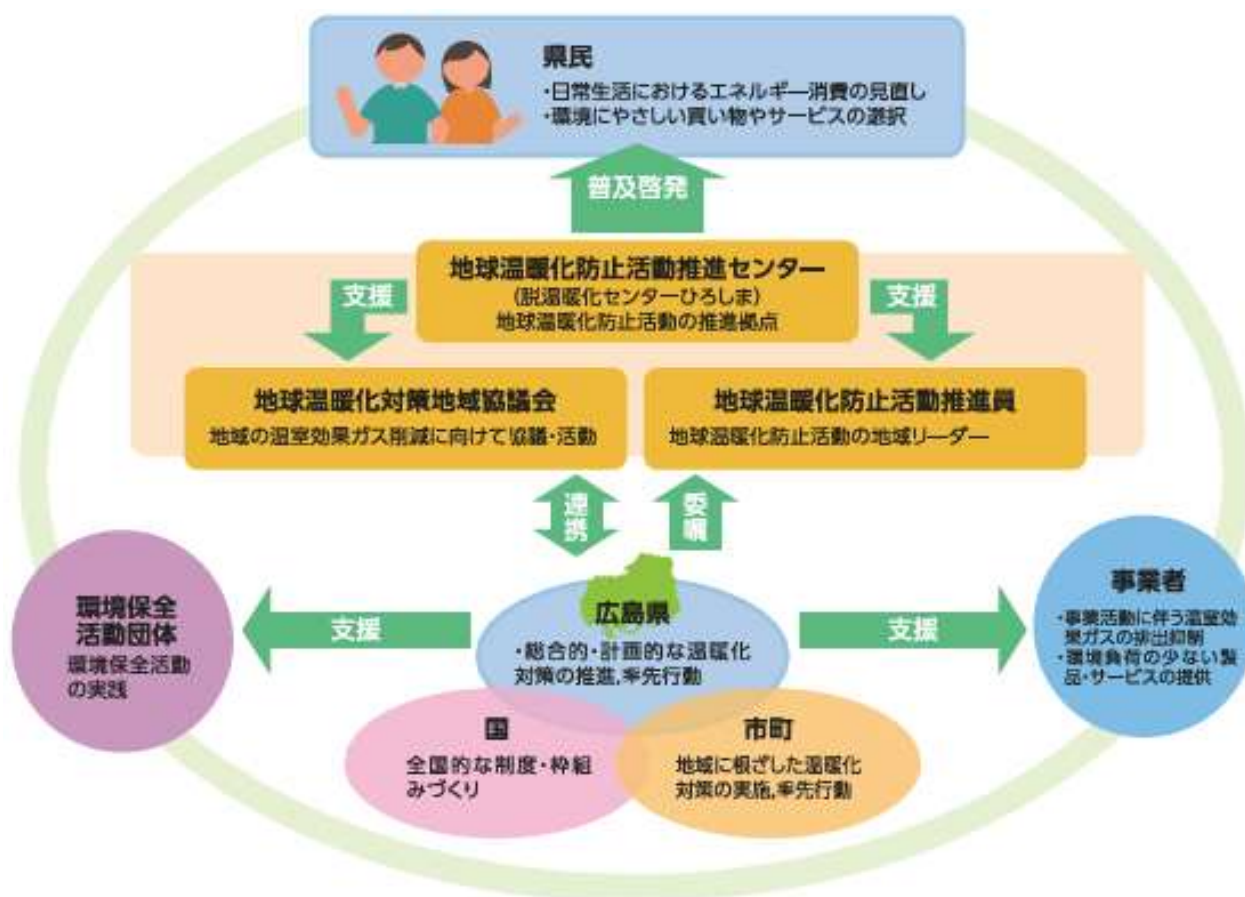 県民
・日常生活におけるエネルギー消費の見直し
・環境にやさしい買い物やサービスの選択
普及啓発
地球温暖化防止活動推進センター
(脱温暖化センターひろしま)
地球温暖化防止活動の推進拠点
支援
支援
地球温暖化対策地域協議会
地域の温室効果ガス削減に向けて協議・活動
地球温暖化防止活動推進員
地球温暖化防止活動の地域リーダー
連携
委嘱
環境保全
活動団体
環境保全活動
の実践
支援
広島県
・総合的・計画的な温暖化
対策の推進,率先行動
支援
事業者
・事業活動に伴う温室効
果ガスの排出抑制
・環境負荷の少ない製
品・サービスの提供
国
全国的な制度・枠組
みづくり
市町
地域に根ざした温暖化
対策の実施,率先行動